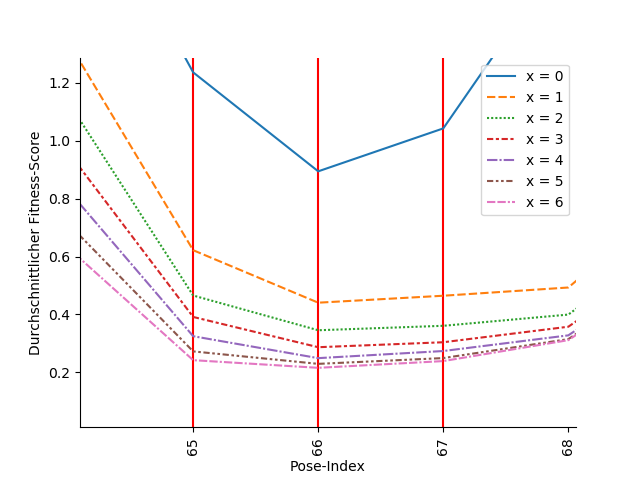 Durchschnittlicher Fitness-Score
1.2
1.0
0.8
0.6
0.4
0.2
x = 0
x = 1
x = 2
x = 3
x = 4
x = 5
x = 6
65
66
67
68
Pose-Index